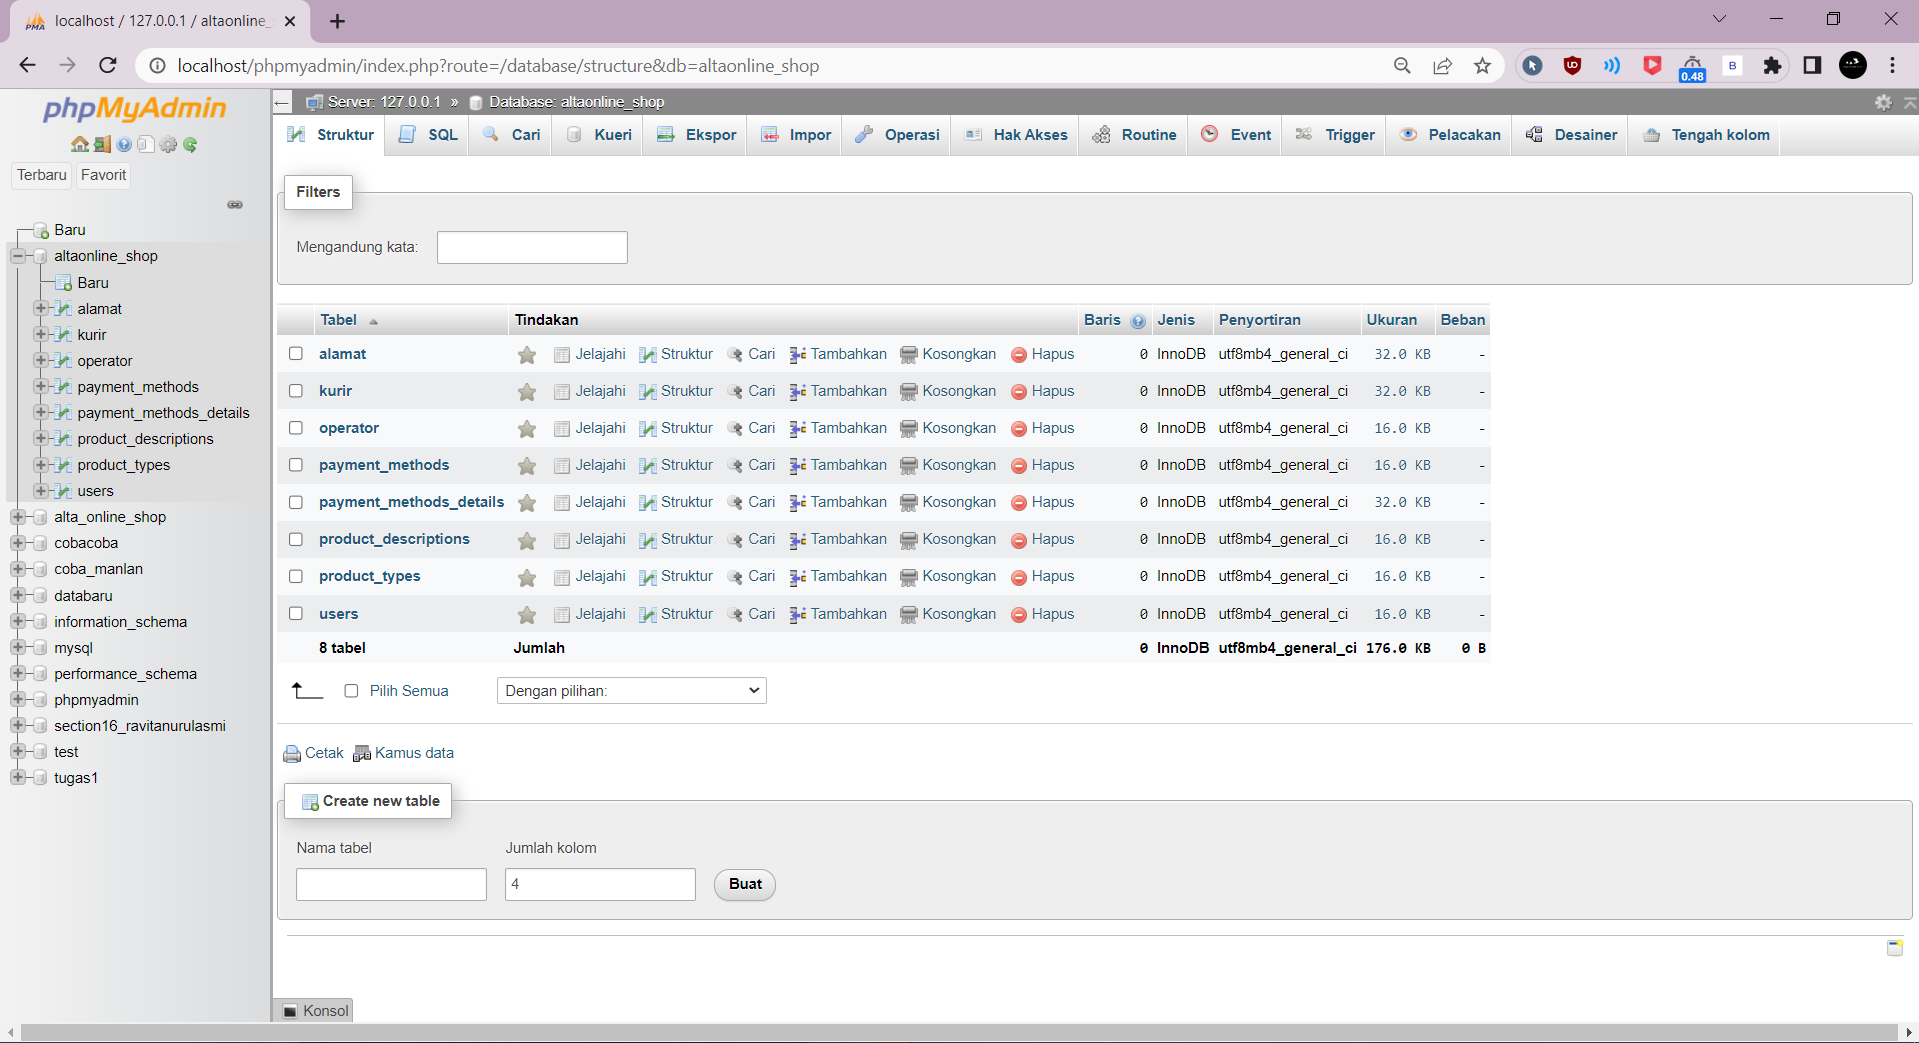 localhost / 127.0.0.1 / altaonline_
localhost/phpmyadmin/index.php?route=/database/structure&db=altaonline_shop
0.48
B
phpMyAdmin
Terbaru Favorit
Baru
altaonline_shop
Baru
alamat
kurir
operator
payment_methods
payment_methods_details
product_descriptions
product_types
users
alta_online_shop
cobacoba
coba_manlan
databaru
information_schema
mysql
performance_schema
phpmyadmin
section16_ravitanurulasmi
test
tugas1
Server: 127.0.0.1 » Database: altaonline_shop
Struktur SQL Cari Kueri Ekspor Impor Operasi Hak Akses Routine Event Trigger Pelacakan Desainer Tengah kolom
Filters
Mengandung kata:
Tabel Tindakan Baris Jenis Penyortiran Ukuran Beban
alamat Jelajahi Struktur Cari Tambahkan Kosongkan Hapus 0 InnoDB utf8mb4_general_ci 32.0 KB -
kurir Jelajahi Struktur Cari Tambahkan Kosongkan Hapus 0 InnoDB utf8mb4_general_ci 32.0 KB -
operator Jelajahi Struktur Cari Tambahkan Kosongkan Hapus 0 InnoDB utf8mb4_general_ci 16.0 KB -
payment_methods Jelajahi Struktur Cari Tambahkan Kosongkan Hapus 0 InnoDB utf8mb4_general_ci 16.0 KB -
payment_methods_details Jelajahi Struktur Cari Tambahkan Kosongkan Hapus 0 InnoDB utf8mb4_general_ci 32.0 KB -
product_descriptions Jelajahi Struktur Cari Tambahkan Kosongkan Hapus 0 InnoDB utf8mb4_general_ci 16.0 KB -
product_types Jelajahi Struktur Cari Tambahkan Kosongkan Hapus 0 InnoDB utf8mb4_general_ci 16.0 KB -
users Jelajahi Struktur Cari Tambahkan Kosongkan Hapus 0 InnoDB utf8mb4_general_ci 16.0 KB -
8 tabel Jumlah 0 InnoDB utf8mb4_general_ci 176.0 KB 0 B
Pilih Semua Dengan pilihan:
Cetak Kamus data
Create new table
Nama tabel Jumlah kolom
4 Buat
Konsol